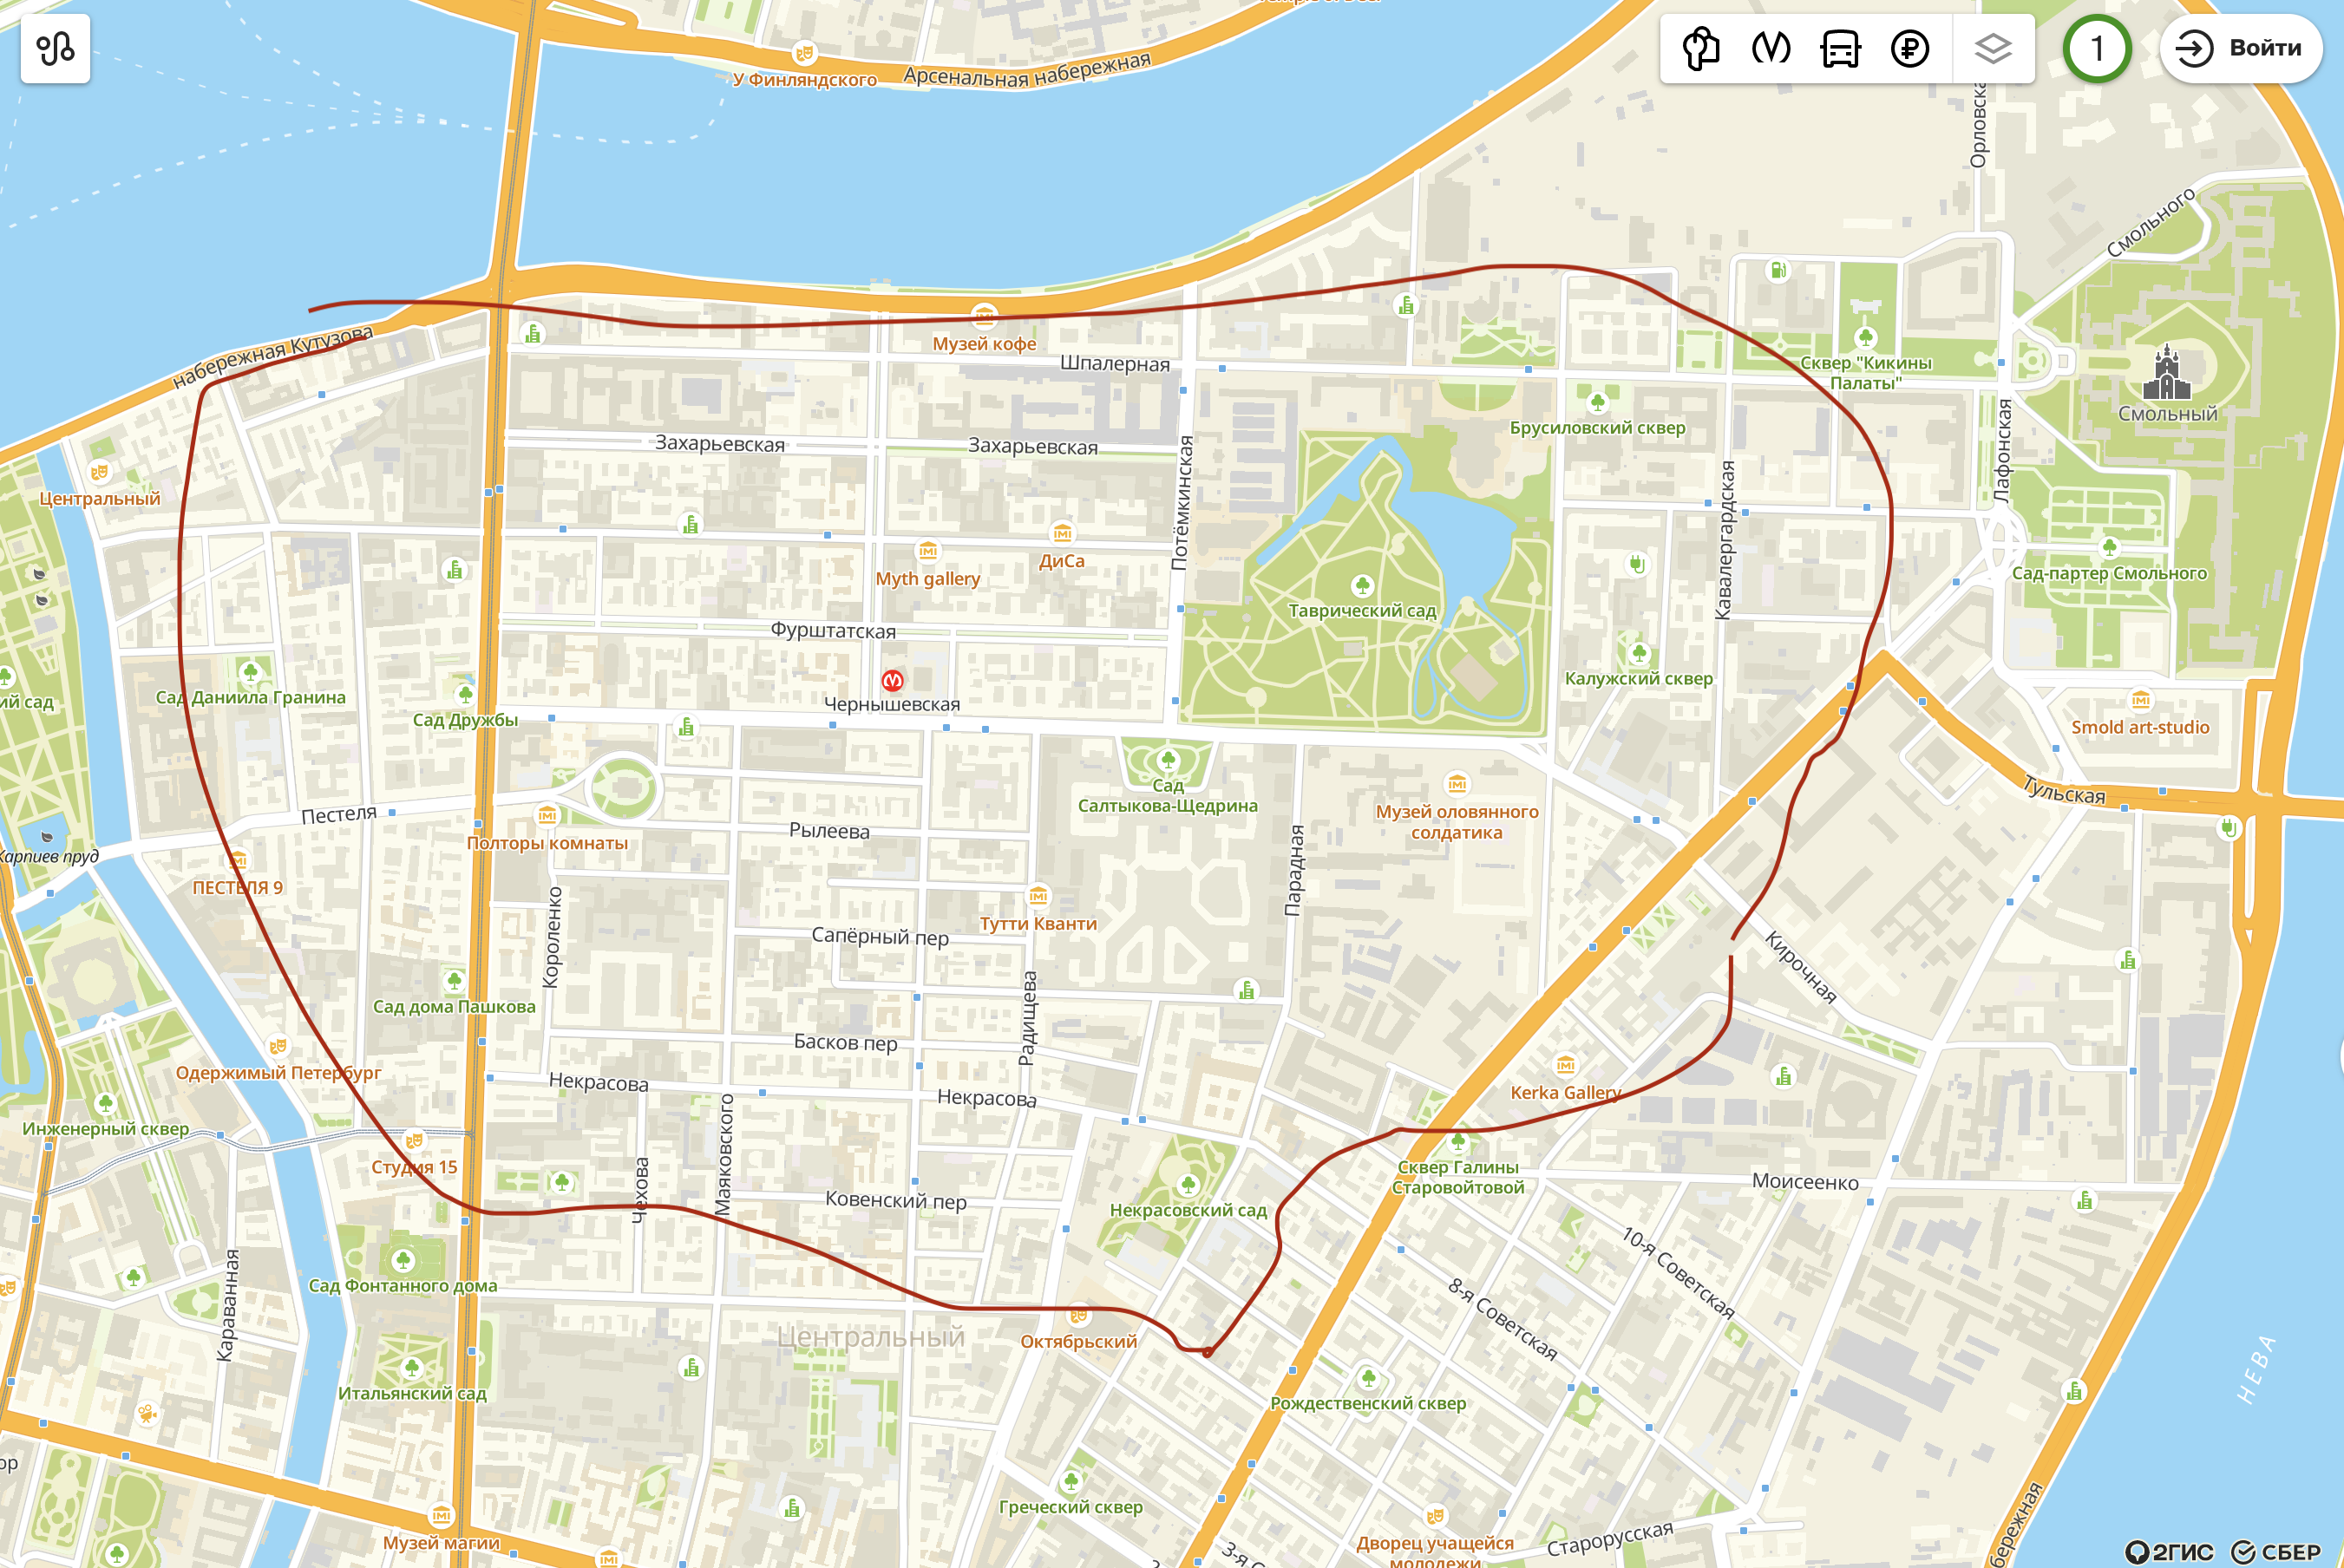 У Финляндского
Арсенальная набережная
1
Войти
Орловская
Смольного
набережная Кутузова
Музей кофе
Шпалерная
Сквер "Кикины
Палаты"
Смольный
Брусиловский сквер
Центральный
Захарьевская
Захарьевская
Потёмкинская
Кавалергардская
Лафонская
ДиСа
Myth gallery
Таврический сад
Сад-партер Смольного
Фурштатская
Калужский сквер
Сад Даниила Гранина
ий сад
Сад Дружбы
Чернышевская
Smold art-studio
Тульская
Сад
Салтыкова-Щедрина
Музей оловянного
солдатика
Пестеля
Рылеева
Полторы комнаты
Карпиев пруд
ПЕСТЕЛЯ 9
Парадная
Тутти Кванти
Короленко
Сапёрный пер
Кирочная
Сад дома Пашкова
Радищева
Басков пер
Одержимый Петербург
Некрасова
Некрасова
Kerka Gallery
Инженерный сквер
Студия 15
Чехова
Маяковского
Ковенский пер
Некрасовский сад
Сквер Галины
Старовойтовой
Моисеенко
10-я Советская
Сад Фонтанного дома
Караванная
8-я Советская
Центральный
Октябрьский
Итальянский сад
Рождественский сквер
НЕВА
Греческий сквер
Музей магии
Дворец учащейся
молодежи
Старорусская
3-я С
бережная
ор
2ГИС
СБЕР